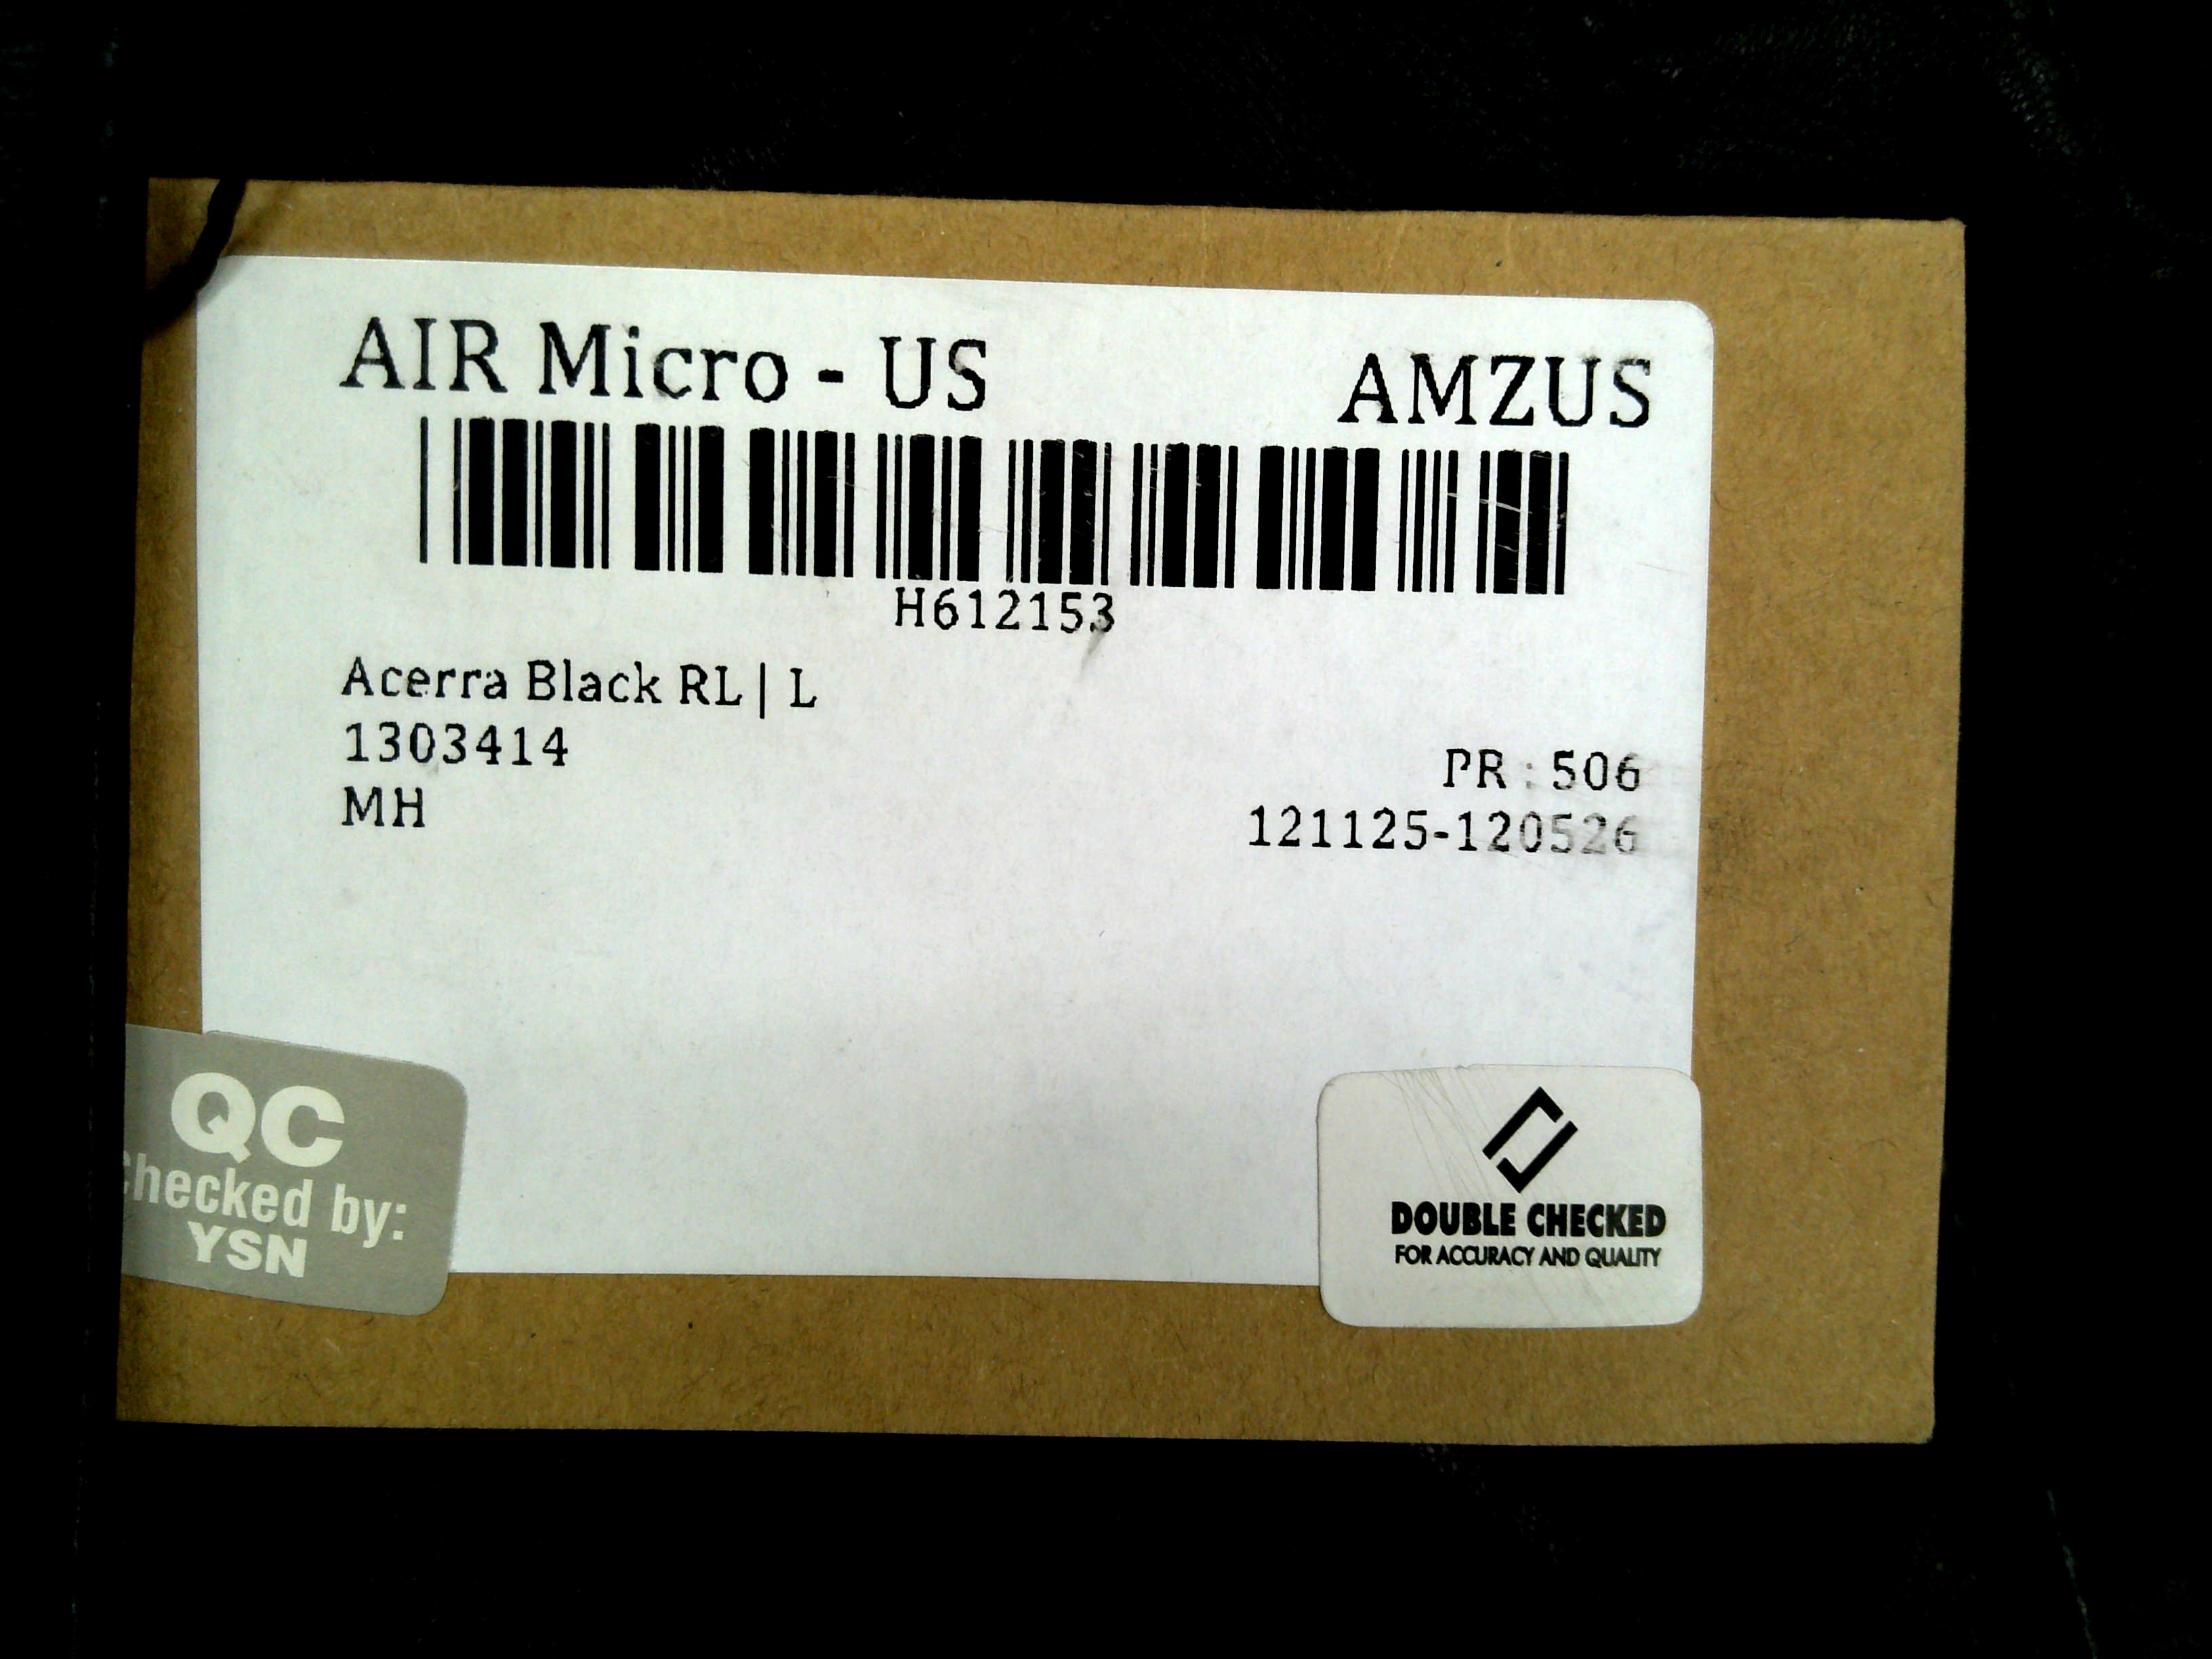 AIR Micro - US AMZUS
H612153
Acerra Black RL | L
1303414
PR : 506
MH
121125-120526
QC
Checked by:
YSN
DOUBLE CHECKED
FOR ACCURACY AND QUALITY